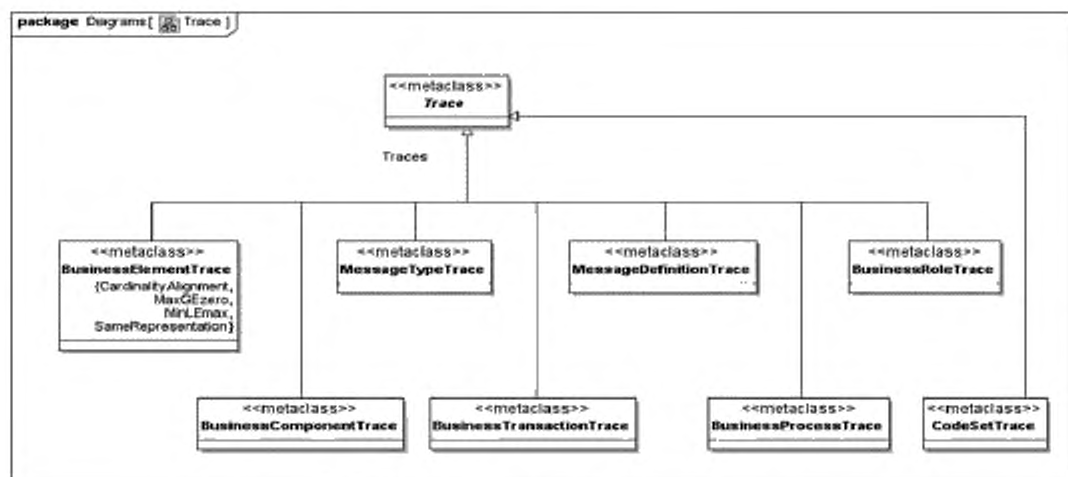 package Diagrams[ Trace ]
<<metaclass>>
Trace
Traces
<<metaclass>>
BusinessElementTrace
{CardinalityAlignment,
MaxGEzero,
MinLEmax,
SameRepresentation}
<<metaclass>>
MessageTypeTrace
<<metaclass>>
MessageDefinitionTrace
<<metaclass>>
BusinessRoleTrace
<<metaclass>>
BusinessComponentTrace
<<metaclass>>
BusinessTransactionTrace
<<metaclass>>
BusinessProcessTrace
<<metaclass>>
CodeSetTrace